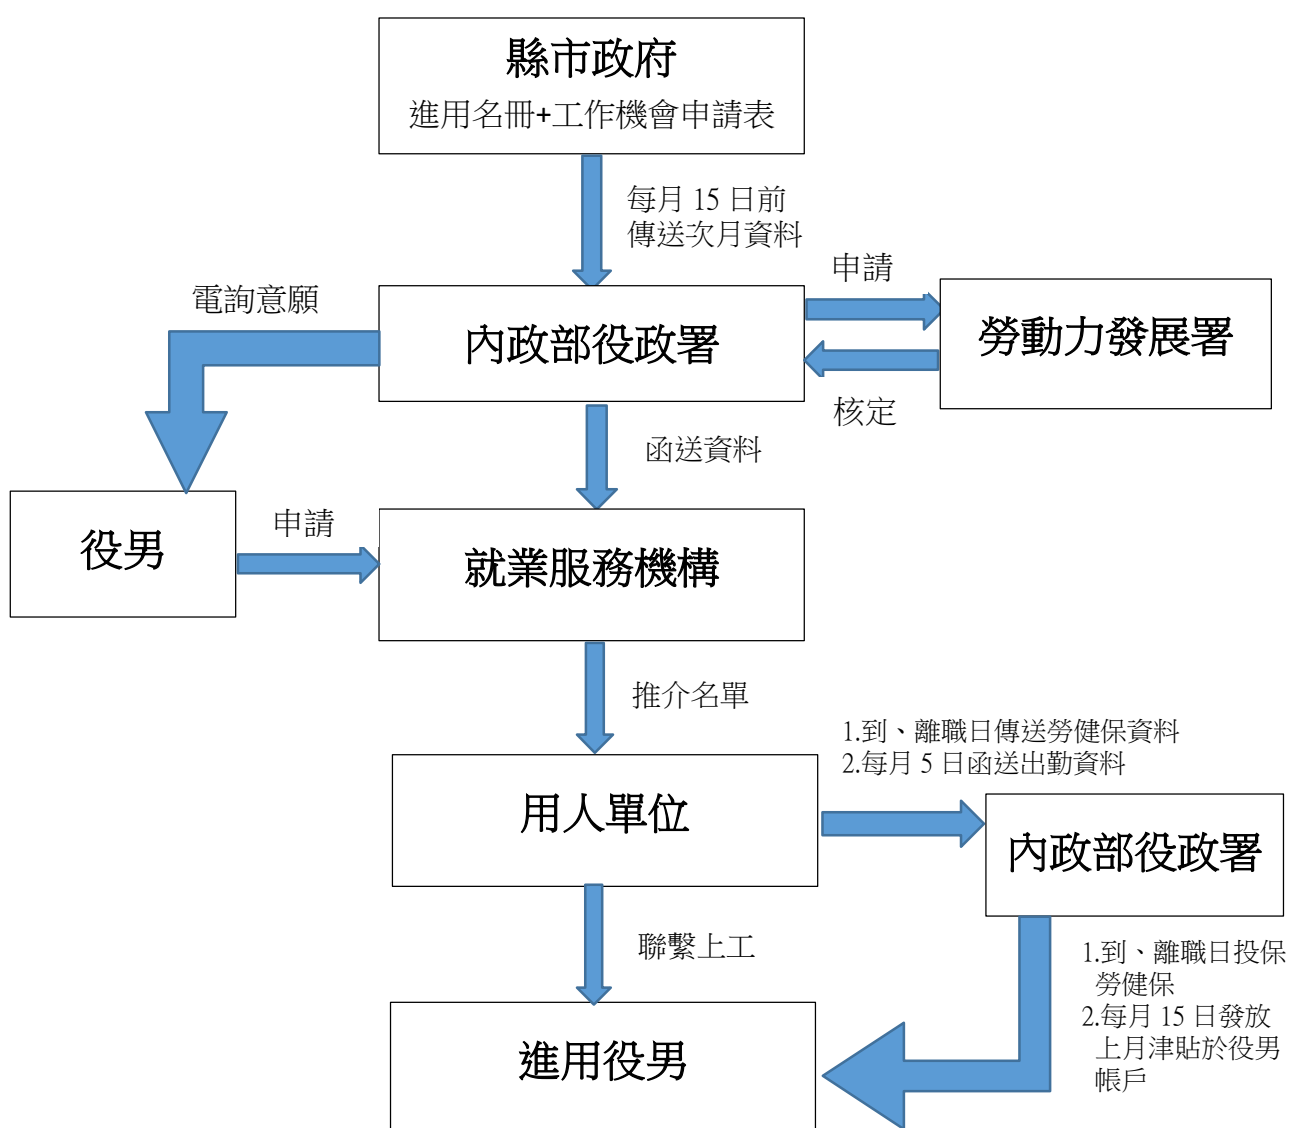 縣市政府
進用名冊+工作機會申請表
每月 15 日前
傳送次月資料
申請
電詢意願
內政部役政署
勞動力發展署
核定
函送資料
役男
申請
就業服務機構
推介名單
1.到、離職日傳送勞健保資料
2.每月 5 日函送出勤資料
用人單位
內政部役政署
聯繫上工
1.到、離職日投保
勞健保
2.每月 15 日發放
上月津貼於役男
帳戶
進用役男